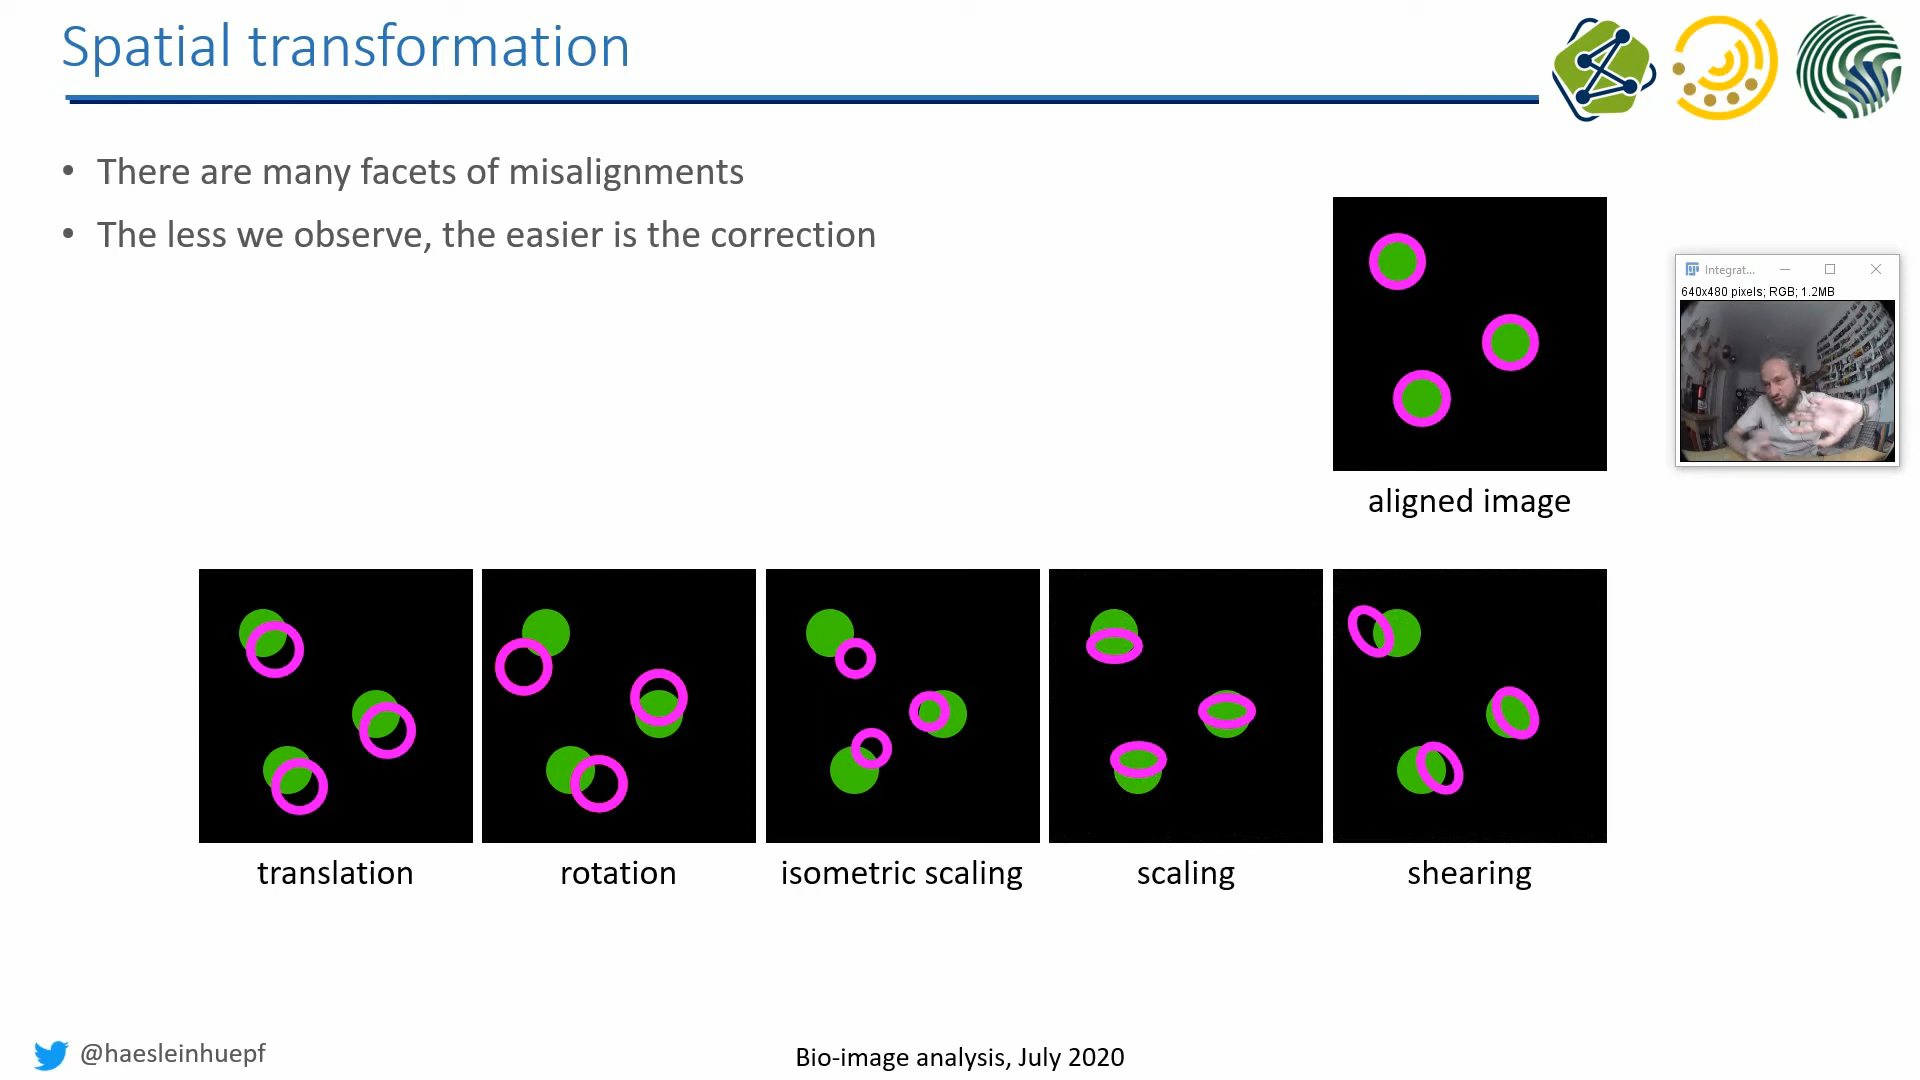 Spatial transformation
• There are many facets of misalignments
• The less we observe, the easier is the correction
Integrat...
640x480 pixels; RGB; 1.2MB
aligned image
translation
rotation
isometric scaling
scaling
shearing
@haesleinhuepf
Bio-image analysis, July 2020